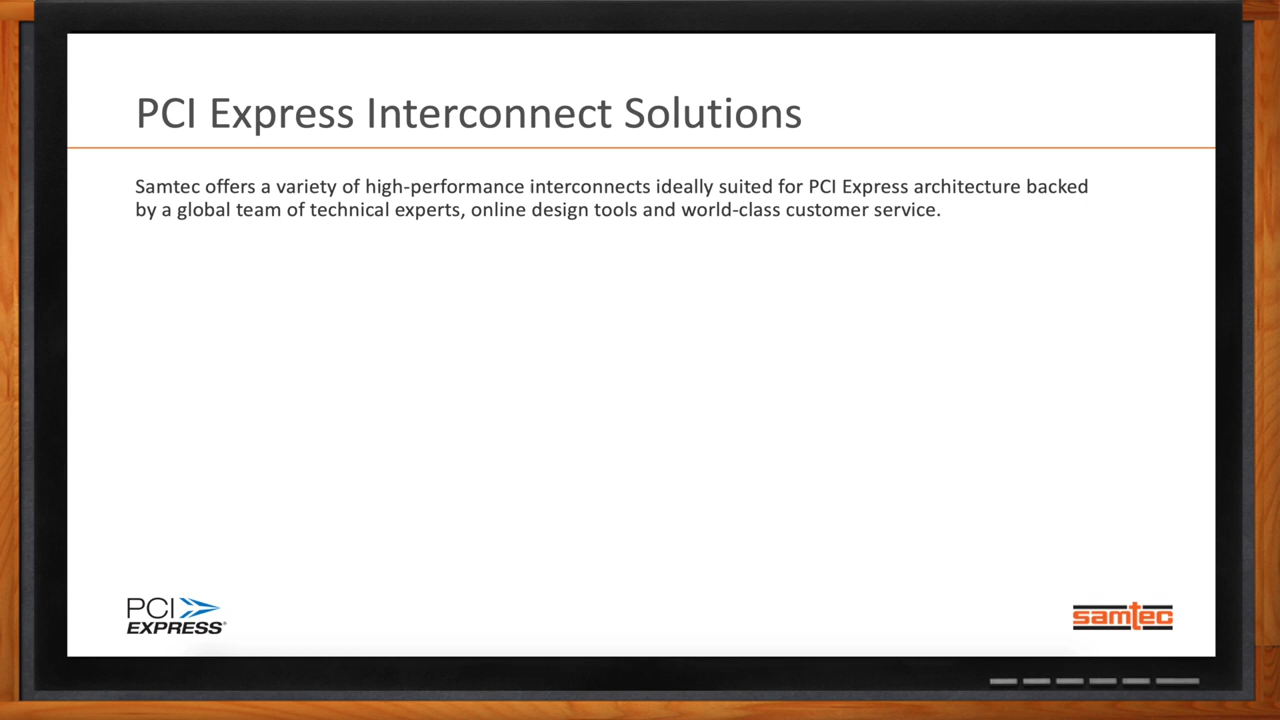 PCI Express Interconnect Solutions
Samtec offers a variety of high-performance interconnects ideally suited for PCI Express architecture backed
by a global team of technical experts, online design tools and world-class customer service.
PCI
EXPRESS®
samtec